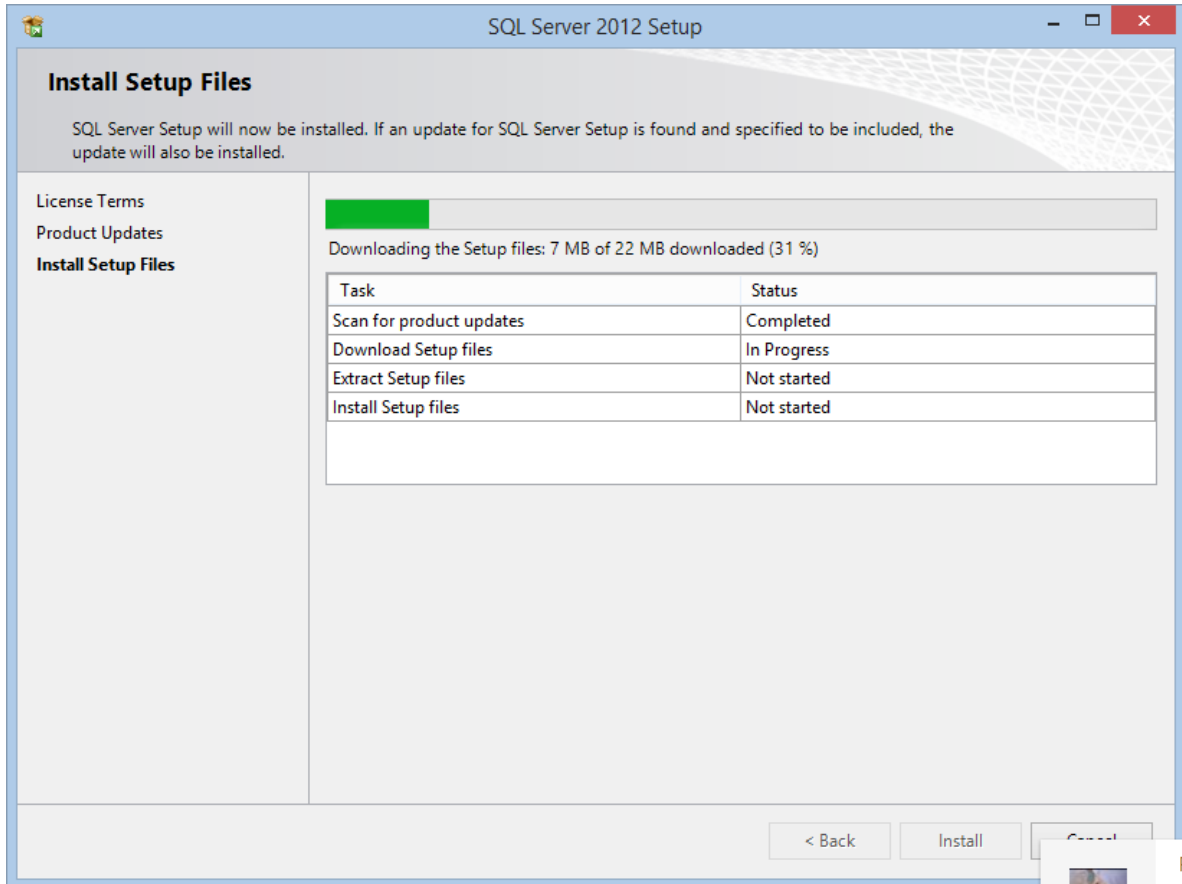 SQL Server 2012 Setup
Install Setup Files
SQL Server Setup will now be installed. If an update for SQL Server Setup is found and specified to be included, the
update will also be installed.
License Terms
Product Updates
Install Setup Files
Downloading the Setup files: 7 MB of 22 MB downloaded (31 %)
Task Status
Scan for product updates Completed
Download Setup files In Progress
Extract Setup files Not started
Install Setup files Not started
< Back Install Cancel